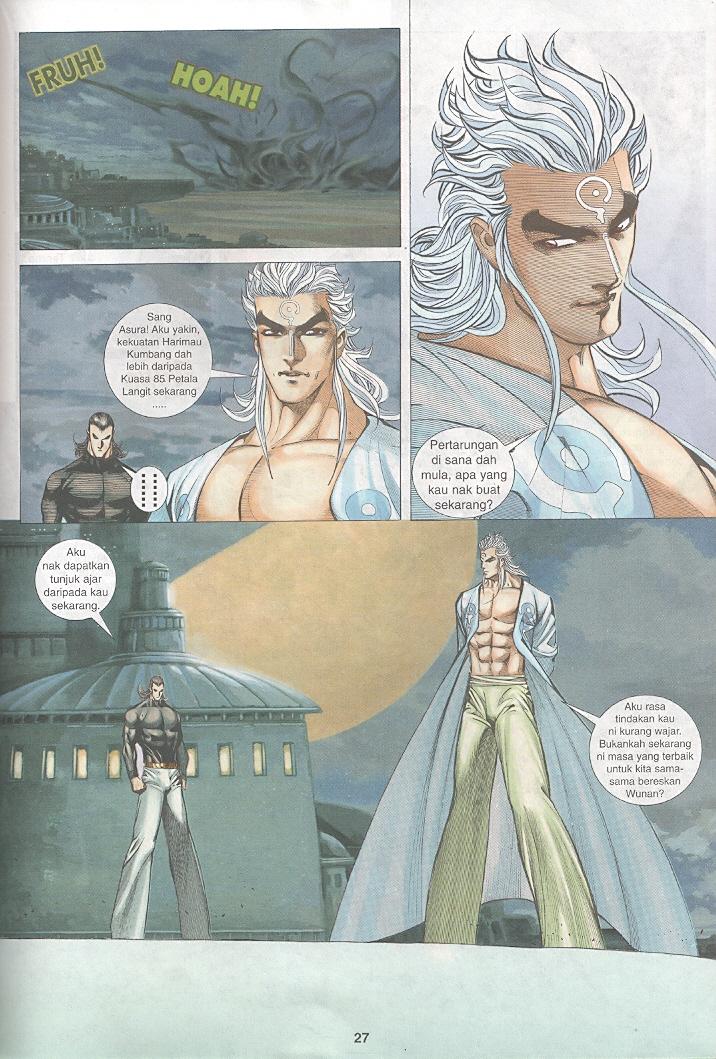 FRUH!
HOAH!
Sang
Asura! Aku yakin,
kekuatan Harimau
Kumbang dah
lebih daripada
Kuasa 85 Petala
Langit sekarang
.....
Pertarungan
di sana dah
mula, apa yang
kau nak buat
sekarang?
Aku
nak dapatkan
tunjuk ajar
daripada kau
sekarang.
Aku rasa
tindakan kau
ni kurang wajar.
Bukankah sekarang
ni masa yang terbaik
untuk kita sama-
sama bereskan
Wunan?
27